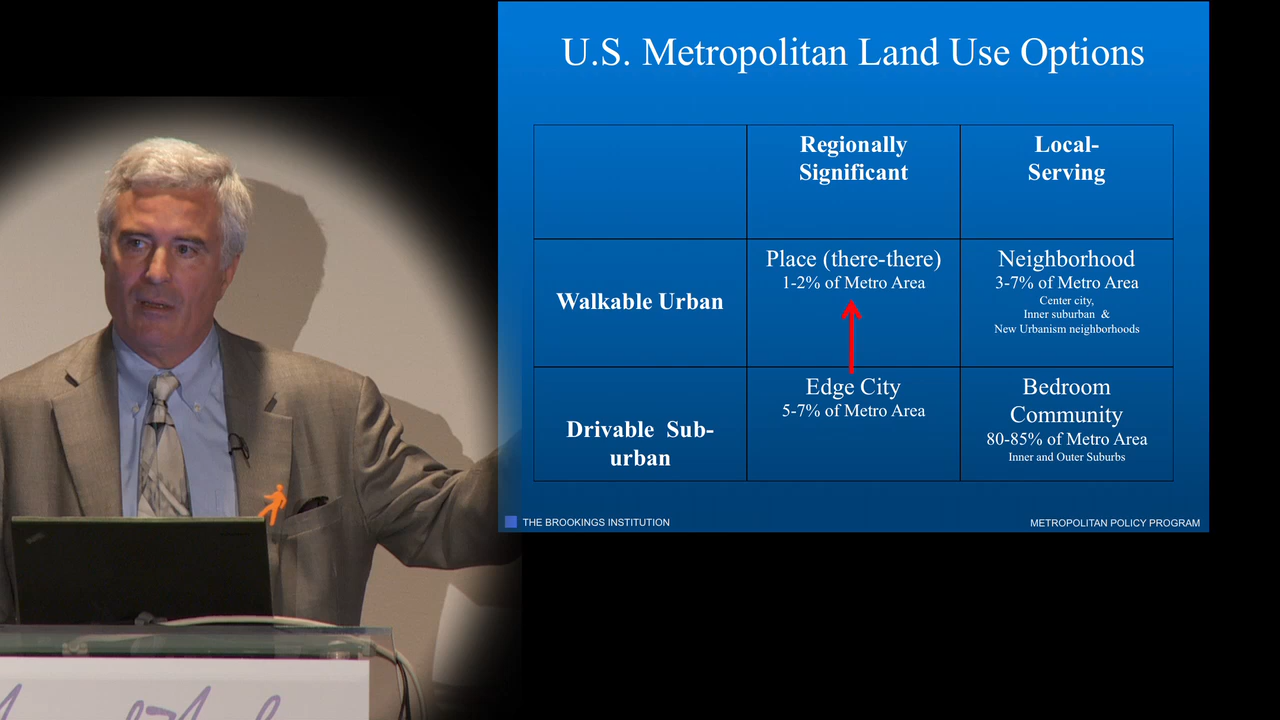 U.S. Metropolitan Land Use Options
Regionally
Significant
Local-
Serving
Walkable Urban
Place (there-there)
1-2% of Metro Area
Neighborhood
3-7% of Metro Area
Center city,
Inner suburban &
New Urbanism neighborhoods
Drivable Sub-
urban
Edge City
5-7% of Metro Area
Bedroom
Community
80-85% of Metro Area
Inner and Outer Suburbs
THE BROOKINGS INSTITUTION
METROPOLITAN POLICY PROGRAM